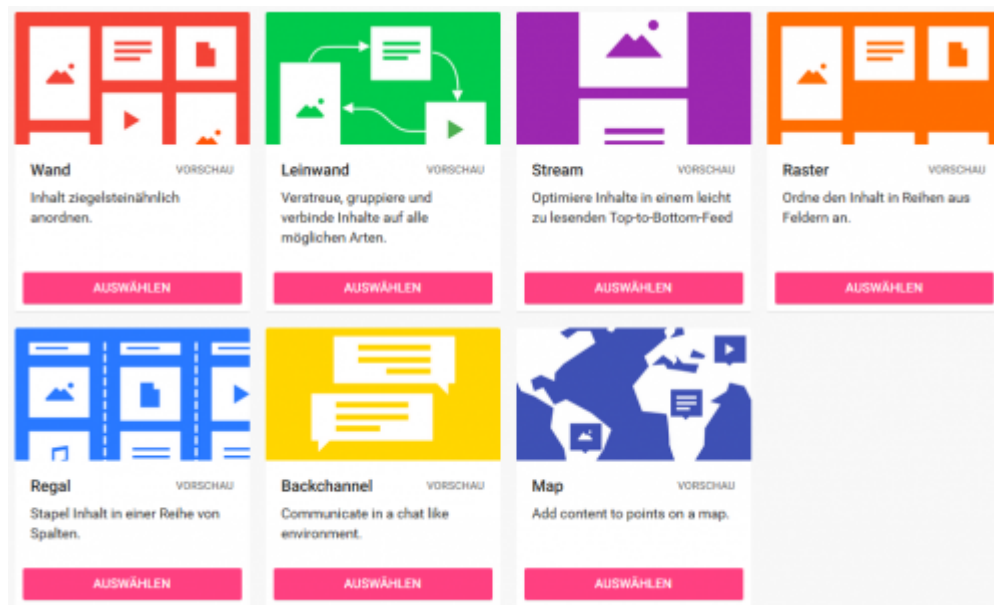 Wand VORSCHAU
Inhalt ziegelsteinähnlich
anordnen.
AUSWÄHLEN
Leinwand VORSCHAU
Verstreue, gruppiere und
verbinde Inhalte auf alle
möglichen Arten.
AUSWÄHLEN
Stream VORSCHAU
Optimiere Inhalte in einem leicht
zu lesenden Top-to-Bottom-Feed
AUSWÄHLEN
Raster VORSCHAU
Ordne den Inhalt in Reihen aus
Feldern an.
AUSWÄHLEN
Regal VORSCHAU
Stapel Inhalt in einer Reihe von
Spalten.
AUSWÄHLEN
Backchannel VORSCHAU
Communicate in a chat like
environment.
AUSWÄHLEN
Map VORSCHAU
Add content to points on a map.
AUSWÄHLEN